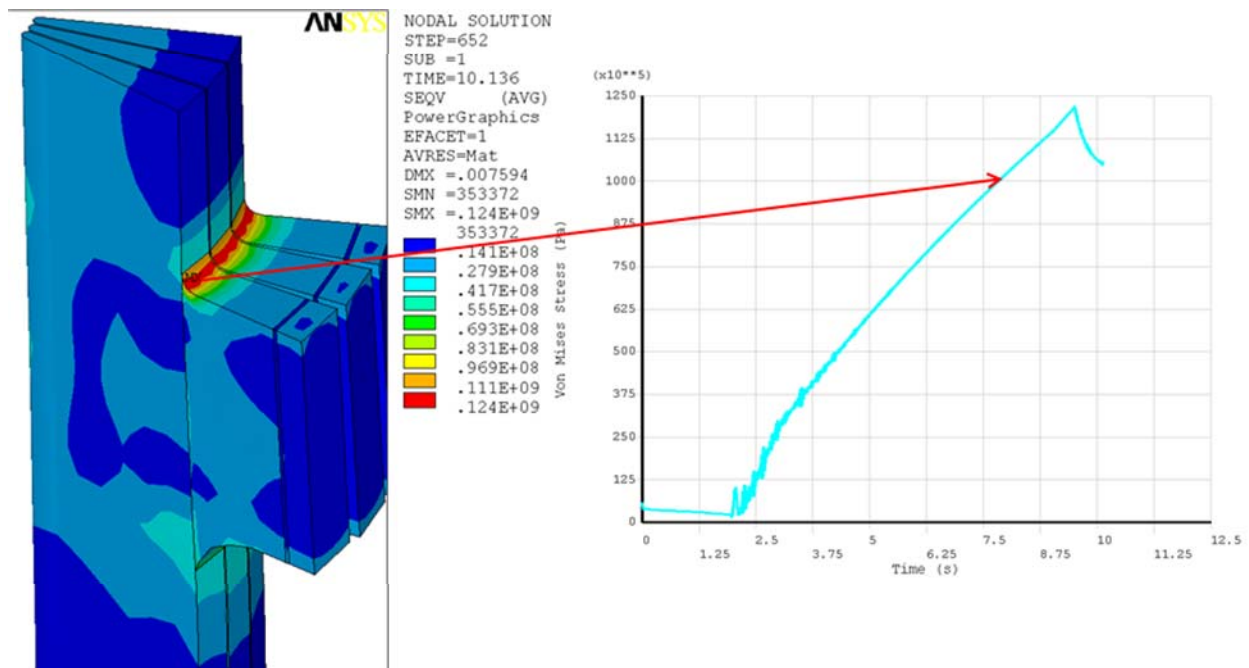 ANSYS
NODAL SOLUTION
STEP=652
SUB =1
TIME=10.136
SEQV (AVG)
PowerGraphics
EFACET=1
AVRES=Mat
DMX =.007594
SMN =353372
SMX =.124E+09
353372
.141E+08
.279E+08
.417E+08
.555E+08
.693E+08
.831E+08
.969E+08
.111E+09
.124E+09
(x10**5)
1250
1125
1000
875
750
625
500
375
250
125
0
Von Mises Stress (Pa)
0
2.5
5
7.5
10
12.5
1.25
3.75
6.25
8.75
11.25
Time (s)